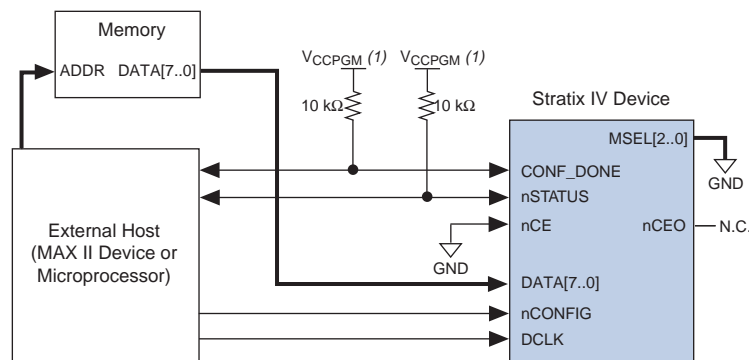 Memory
ADDR DATA[7..0]
VCCPGM (1) VCCPGM (1)
10 kΩ 10 kΩ
Stratix IV Device
MSEL[2..0]
GND
CONF_DONE
nSTATUS
nCE
nCEO
N.C.
GND
External Host
(MAX II Device or
Microprocessor)
DATA[7..0]
nCONFIG
DCLK